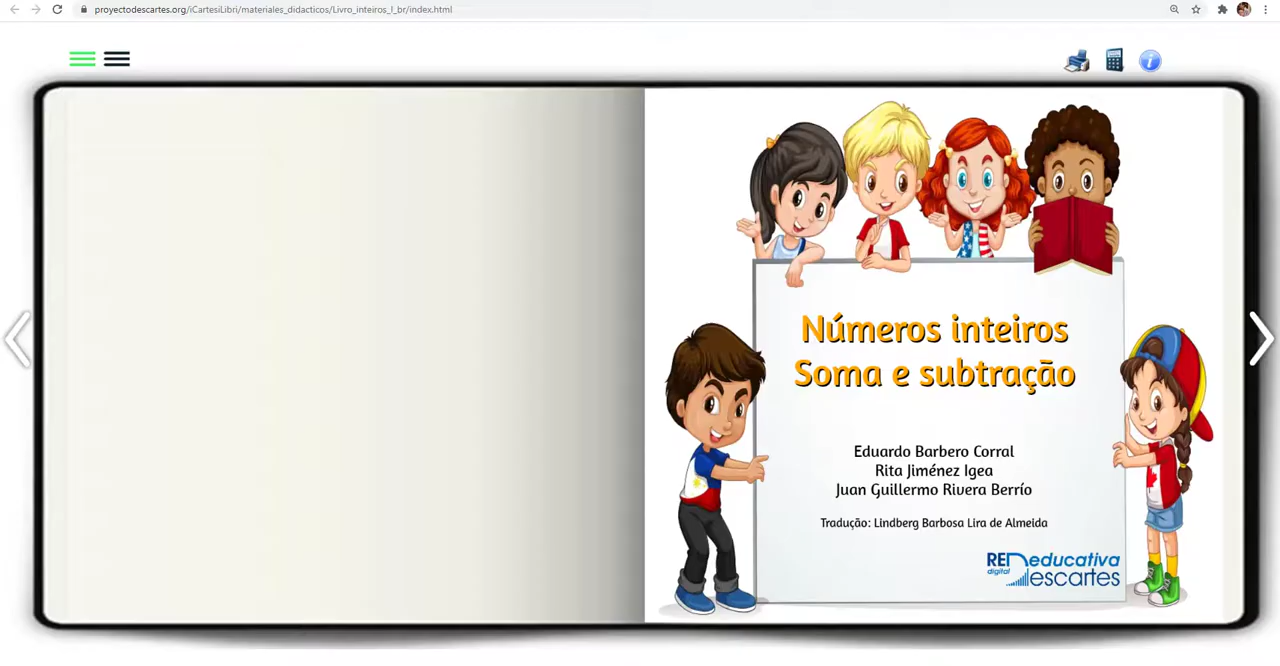 proyectodescartes.org/iCartesiLibri/materiales_didacticos/Livro_inteiros_I_br/index.html
Números inteiros
Soma e subtração
Eduardo Barbero Corral
Rita Jiménez Igea
Juan Guillermo Rivera Berrío
Tradução: Lindberg Barbosa Lira de Almeida
RED educativa
digital escartes